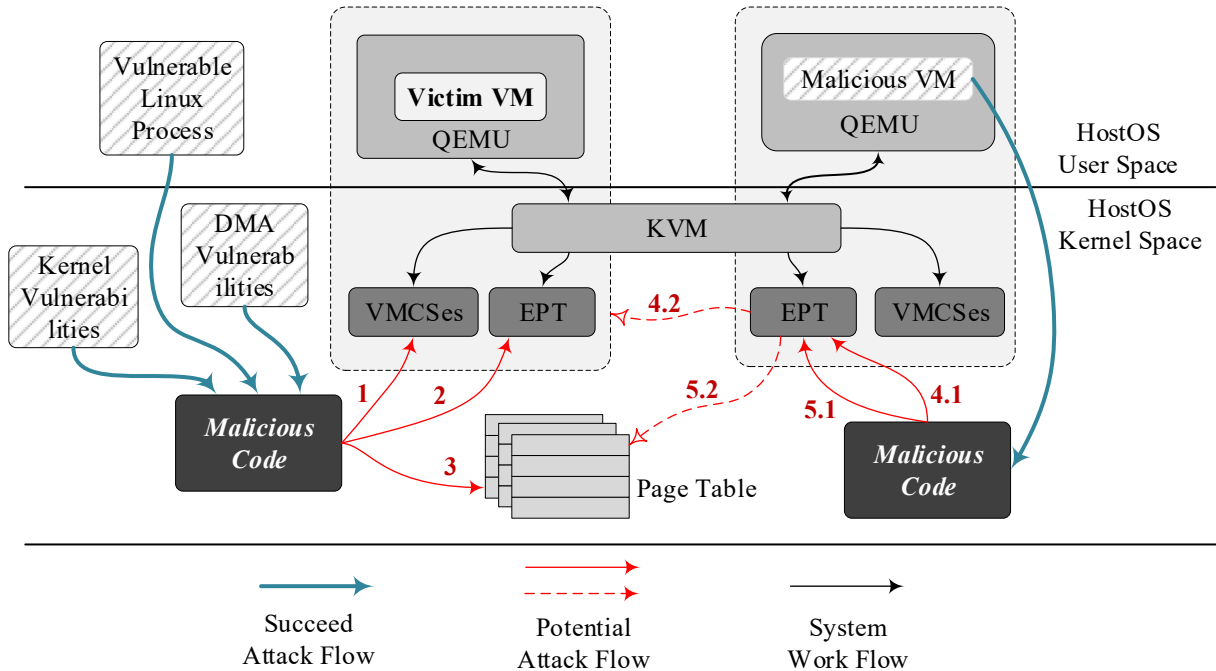 Vulnerable
Linux
Process
Victim VM
QEMU
Malicious VM
QEMU
HostOS
User Space
HostOS
Kernel Space
DMA
Vulnerab
ilities
Kernel
Vulnerabi
lities
KVM
VMCSes
EPT
4.2
EPT
VMCSes
1
2
5.2
5.1
4.1
Malicious
Code
3
Page Table
Malicious
Code
Succeed
Attack Flow
Potential
Attack Flow
System
Work Flow